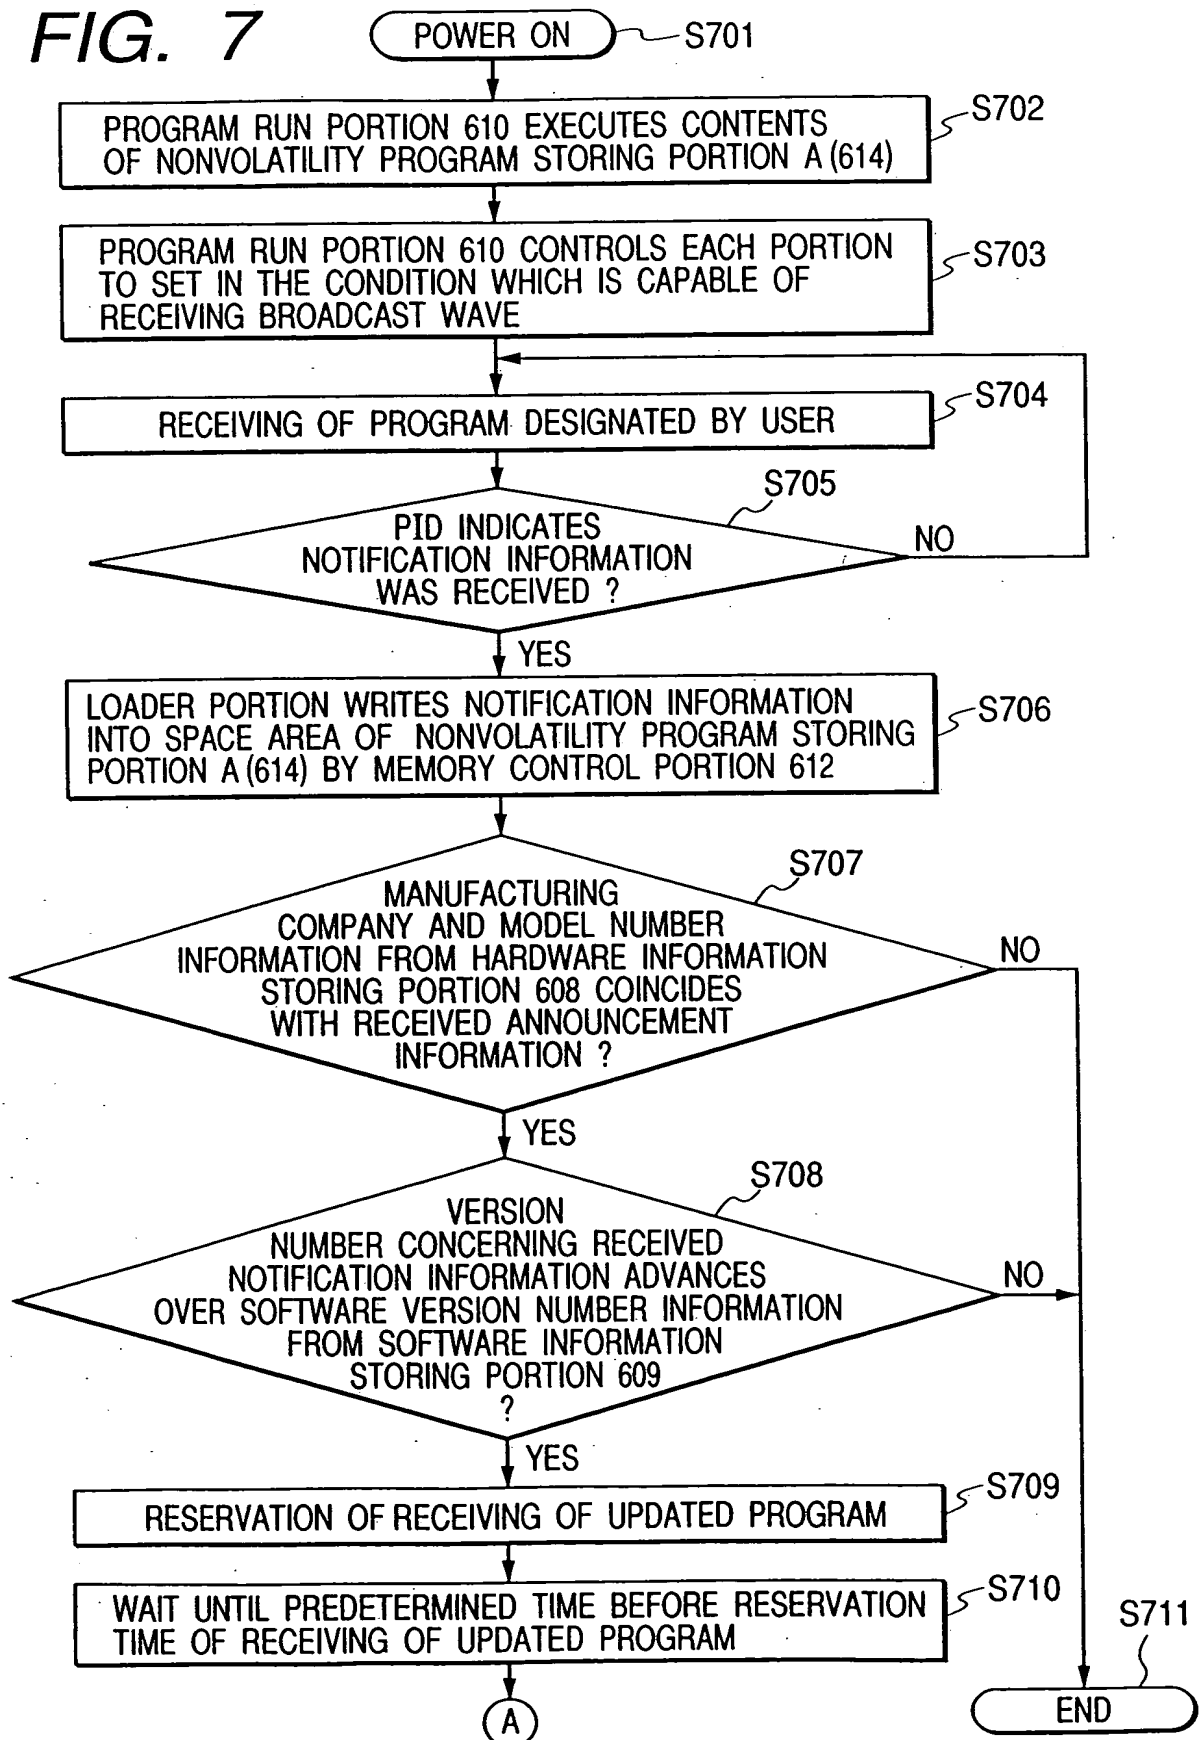 FIG. 7
POWER ON
S701
S702
PROGRAM RUN PORTION 610 EXECUTES CONTENTS
OF NONVOLATILITY PROGRAM STORING PORTION A (614)
S703
PROGRAM RUN PORTION 610 CONTROLS EACH PORTION
TO SET IN THE CONDITION WHICH IS CAPABLE OF
RECEIVING BROADCAST WAVE
S704
RECEIVING OF PROGRAM DESIGNATED BY USER
S705
PID INDICATES
NOTIFICATION INFORMATION
WAS RECEIVED ?
NO
YES
S706
LOADER PORTION WRITES NOTIFICATION INFORMATION
INTO SPACE AREA OF NONVOLATILITY PROGRAM STORING
PORTION A (614) BY MEMORY CONTROL PORTION 612
S707
MANUFACTURING
COMPANY AND MODEL NUMBER
INFORMATION FROM HARDWARE INFORMATION
STORING PORTION 608 COINCIDES
WITH RECEIVED ANNOUNCEMENT
INFORMATION ?
NO
YES
S708
VERSION
NUMBER CONCERNING RECEIVED
NOTIFICATION INFORMATION ADVANCES
OVER SOFTWARE VERSION NUMBER INFORMATION
FROM SOFTWARE INFORMATION
STORING PORTION 609
?
NO
YES
S709
RESERVATION OF RECEIVING OF UPDATED PROGRAM
S710
WAIT UNTIL PREDETERMINED TIME BEFORE RESERVATION
TIME OF RECEIVING OF UPDATED PROGRAM
S711
A
END